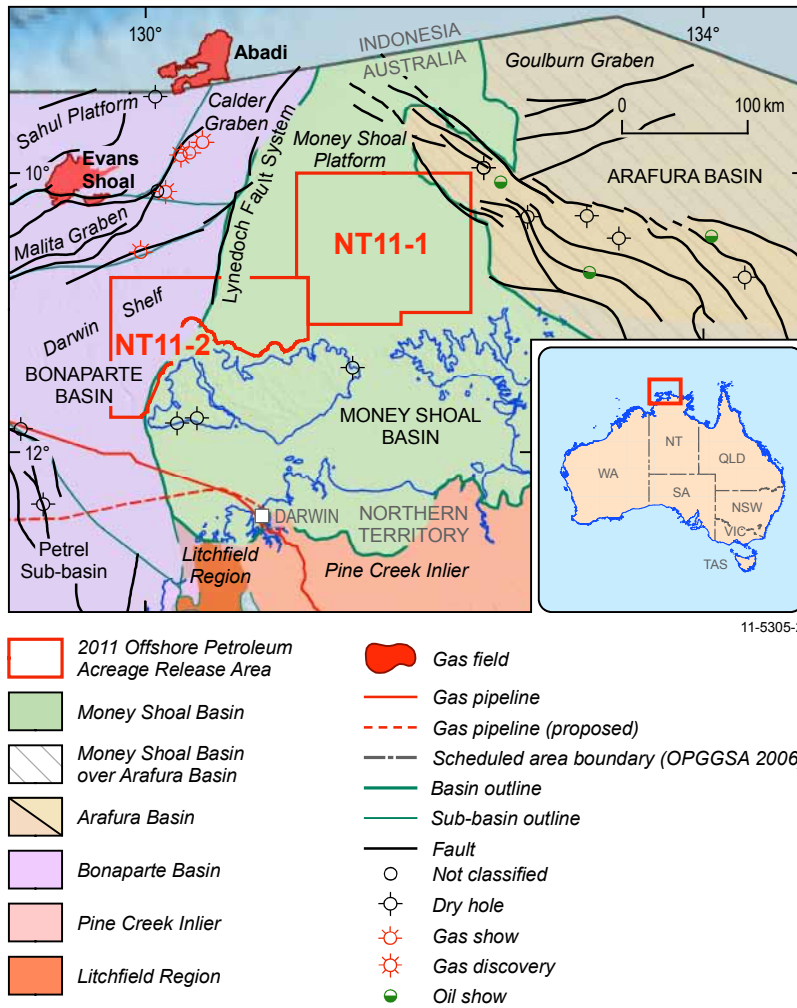 130°
134°
Abadi
INDONESIA
AUSTRALIA
Goulburn Graben
Sahul Platform
Calder
Graben
0
100 km
Lynedoch Fault System
Money Shoal
Platform
Evans
Shoal
10°
ARAFURA BASIN
Malita Graben
NT11-1
Darwin Shelf
NT11-2
BONAPARTE
BASIN
MONEY SHOAL
BASIN
12°
DARWIN
NORTHERN
TERRITORY
Petrel
Sub-basin
Litchfield
Region
Pine Creek Inlier
WA
NT
QLD
SA
NSW
VIC
TAS
11-5305-
2011 Offshore Petroleum
Acreage Release Area
Money Shoal Basin
Money Shoal Basin
over Arafura Basin
Arafura Basin
Bonaparte Basin
Pine Creek Inlier
Litchfield Region
Gas field
Gas pipeline
Gas pipeline (proposed)
Scheduled area boundary (OPGGSA 2006
Basin outline
Sub-basin outline
Fault
Not classified
Dry hole
Gas show
Gas discovery
Oil show